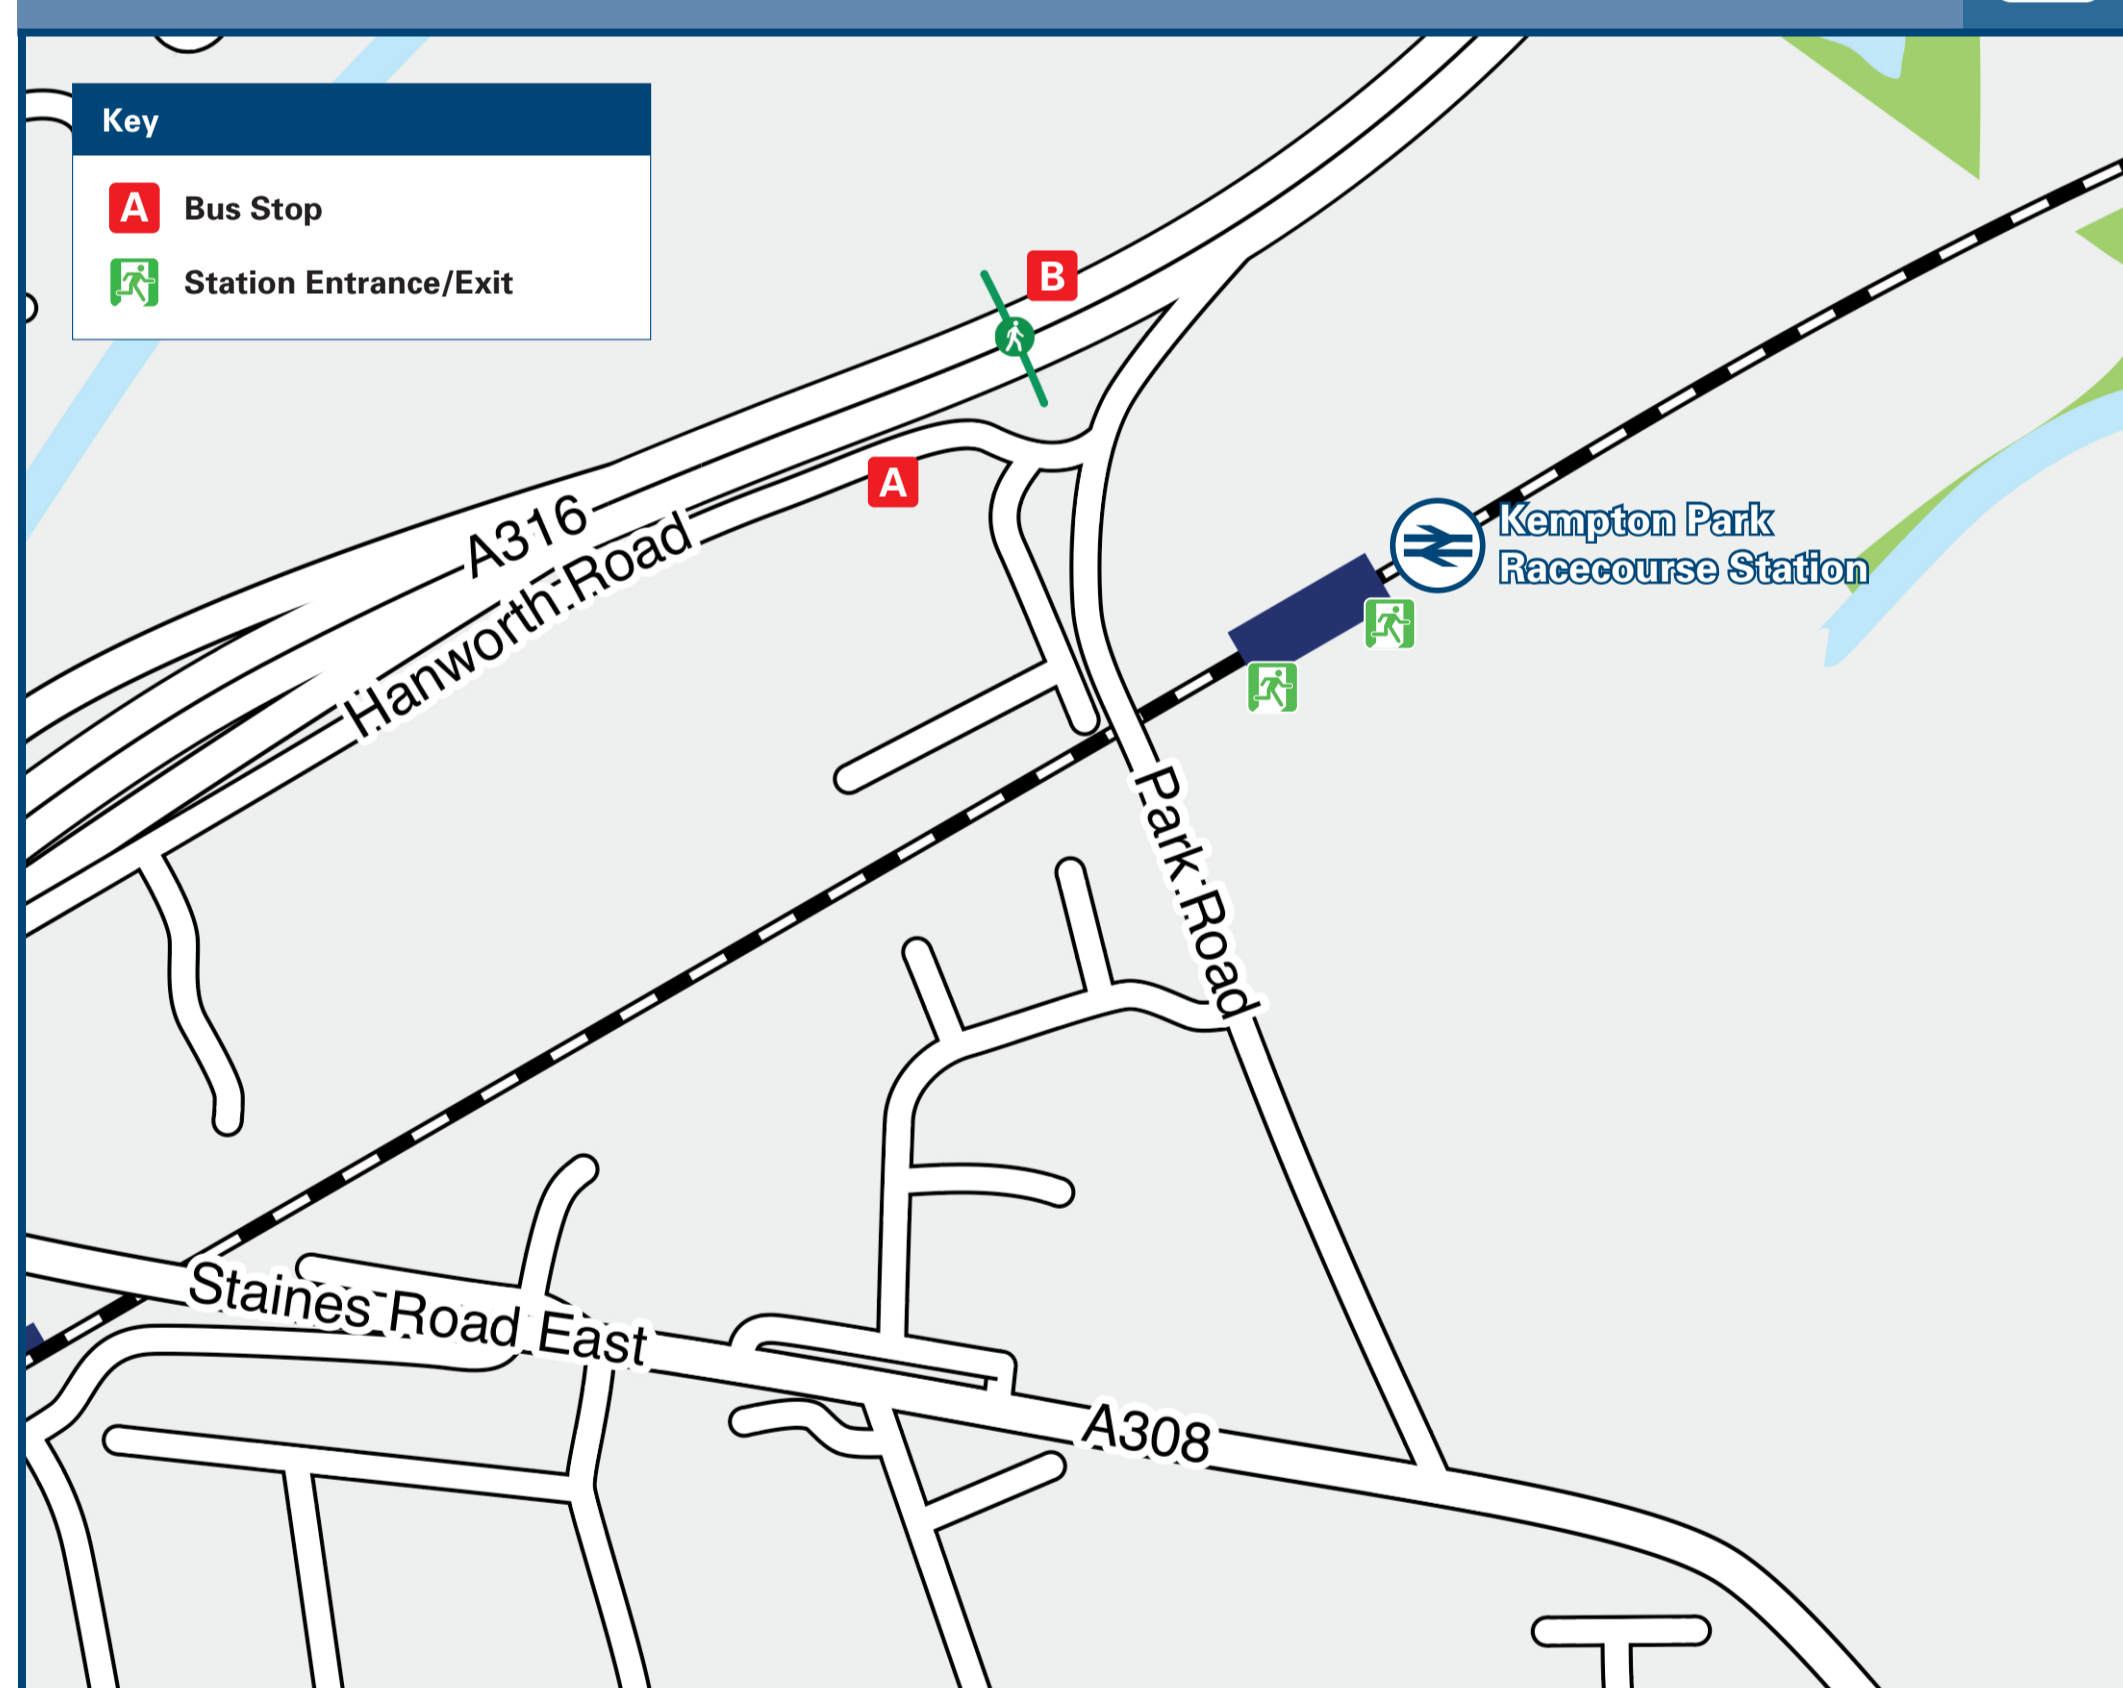 Key
A Bus Stop
Station Entrance/Exit
B
A
A316
Hanworth Road
Kempton Park
Racecourse Station
Park Road
Staines Road East
A308